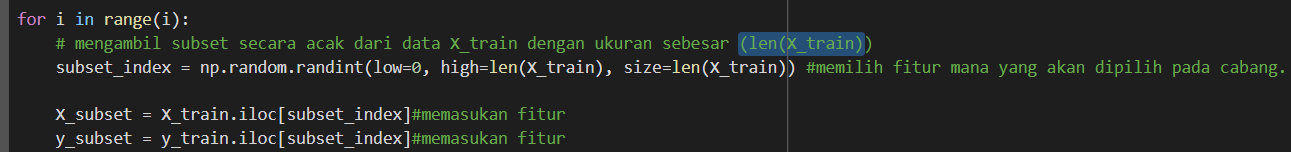 for i in range(i):
# mengambil subset secara acak dari data X_train dengan ukuran sebesar (len(X_train))
subset_index = np.random.randint(low=0, high=len(X_train), size=len(X_train)) #memilih fitur mana yang akan dipilih pada cabang.
X_subset = X_train.iloc[subset_index]#memasukan fitur
y_subset = y_train.iloc[subset_index]#memasukan fitur